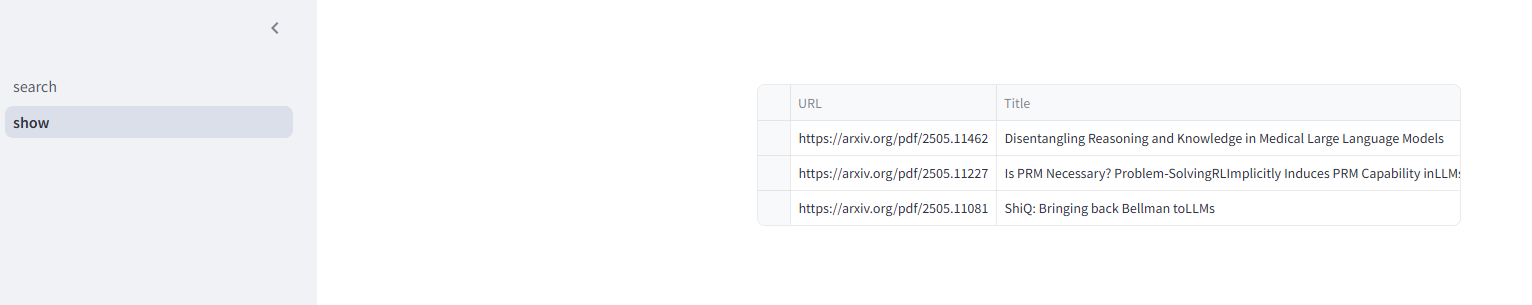 search
show
URL Title
https://arxiv.org/pdf/2505.11462 Disentangling Reasoning and Knowledge in Medical Large Language Models
https://arxiv.org/pdf/2505.11227 Is PRM Necessary? Problem-SolvingRLImplicitly Induces PRM Capability inLLMs
https://arxiv.org/pdf/2505.11081 ShiQ: Bringing back Bellman toLLMs